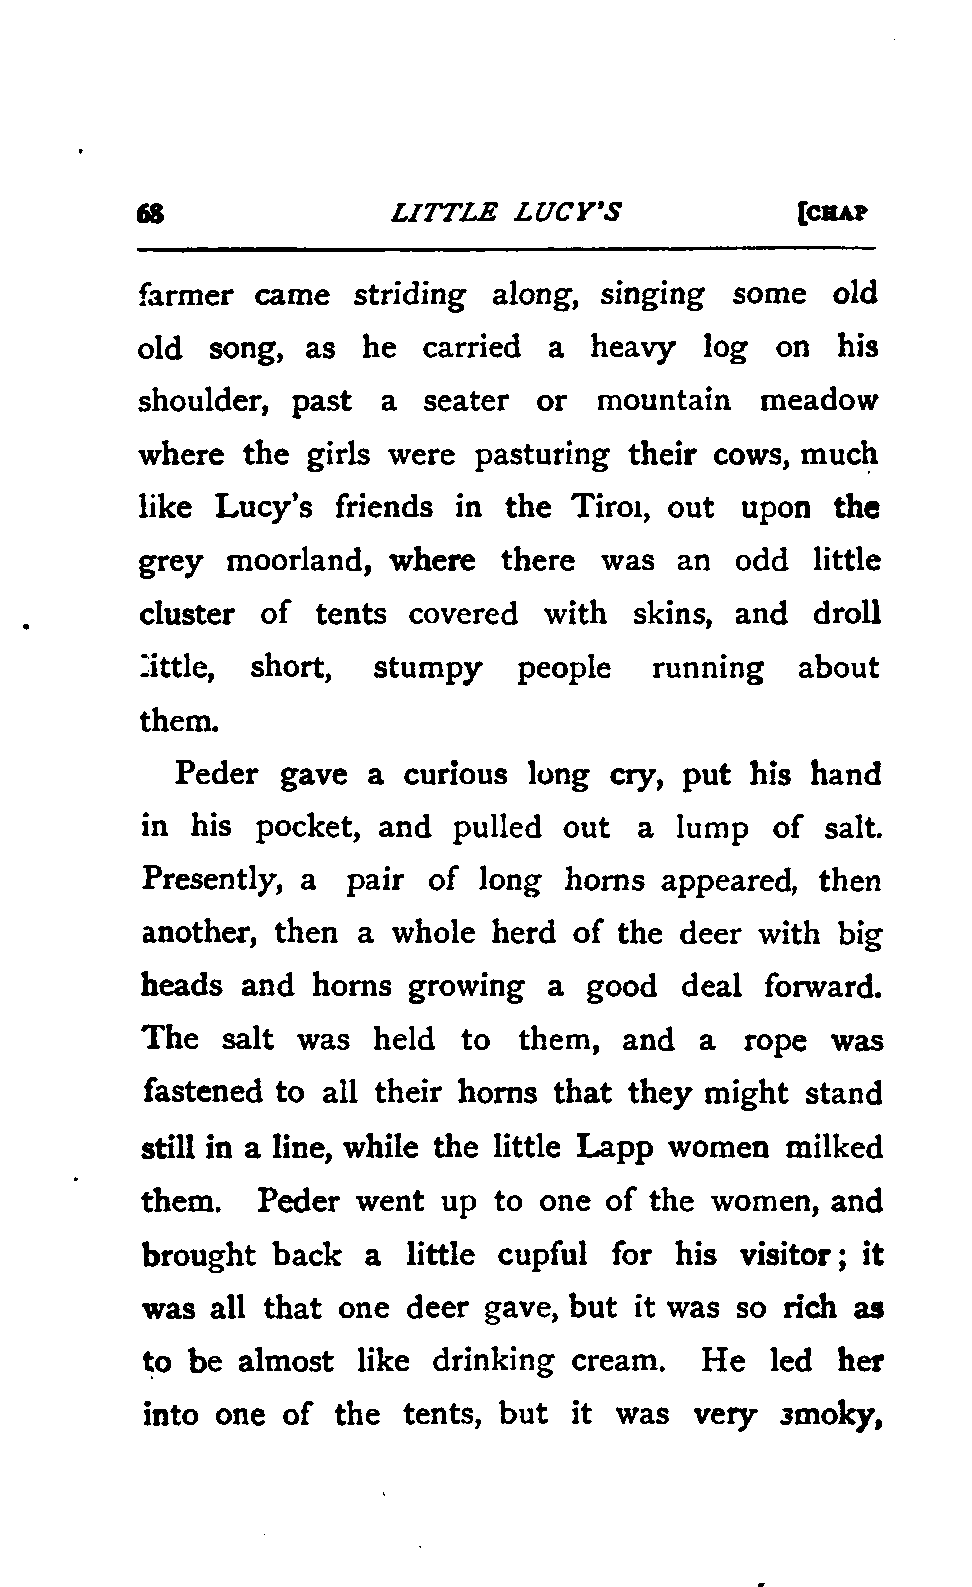 68 LITTLE LUCY'S [CHAP
farmer came striding along, singing some old
old song, as he carried a heavy log on his
shoulder, past a seater or mountain meadow
where the girls were pasturing their cows, much
like Lucy's friends in the Tirol, out upon the
grey moorland, where there was an odd little
cluster of tents covered with skins, and droll
little, short, stumpy people running about
them.
Peder gave a curious long cry, put his hand
in his pocket, and pulled out a lump of salt.
Presently, a pair of long horns appeared, then
another, then a whole herd of the deer with big
heads and horns growing a good deal forward.
The salt was held to them, and a rope was
fastened to all their horns that they might stand
still in a line, while the little Lapp women milked
them. Peder went up to one of the women, and
brought back a little cupful for his visitor; it
was all that one deer gave, but it was so rich as
to be almost like drinking cream. He led her
into one of the tents, but it was very smoky,